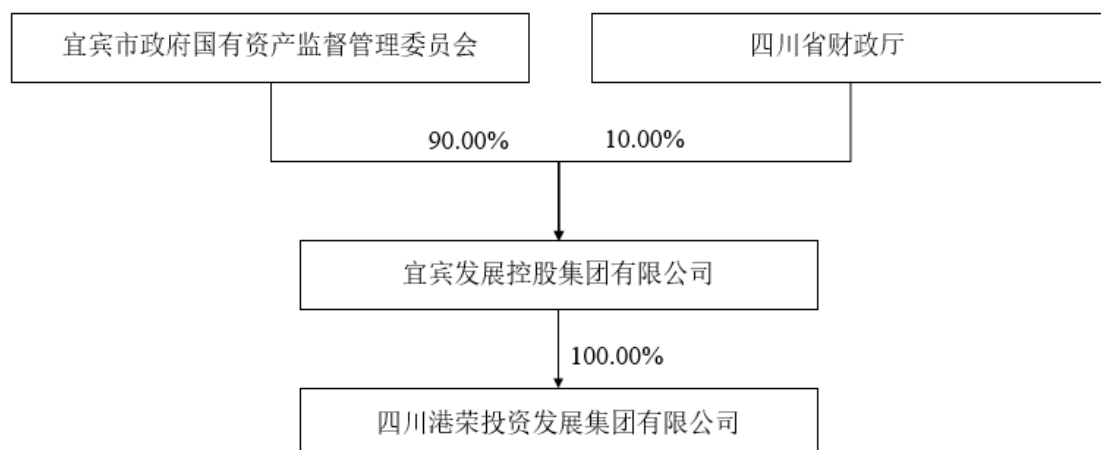 宜宾市政府国有资产监督管理委员会
四川省财政厅
90.00%
10.00%
宜宾发展控股集团有限公司
100.00%
四川港荣投资发展集团有限公司